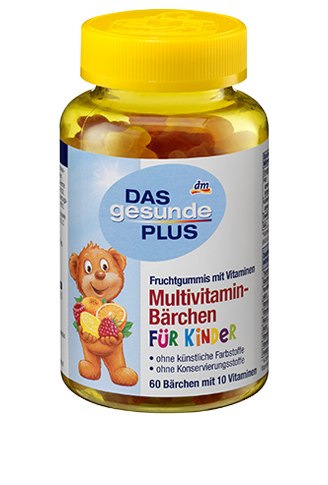 dm
DAS
gesunde
PLUS
Fruchtgummis mit Vitaminen
Multivitamin-
Bärchen
FÜR KiNDER
• ohne künstliche Farbstoffe
• ohne Konservierungsstoffe
60 Bärchen mit 10 Vitaminen